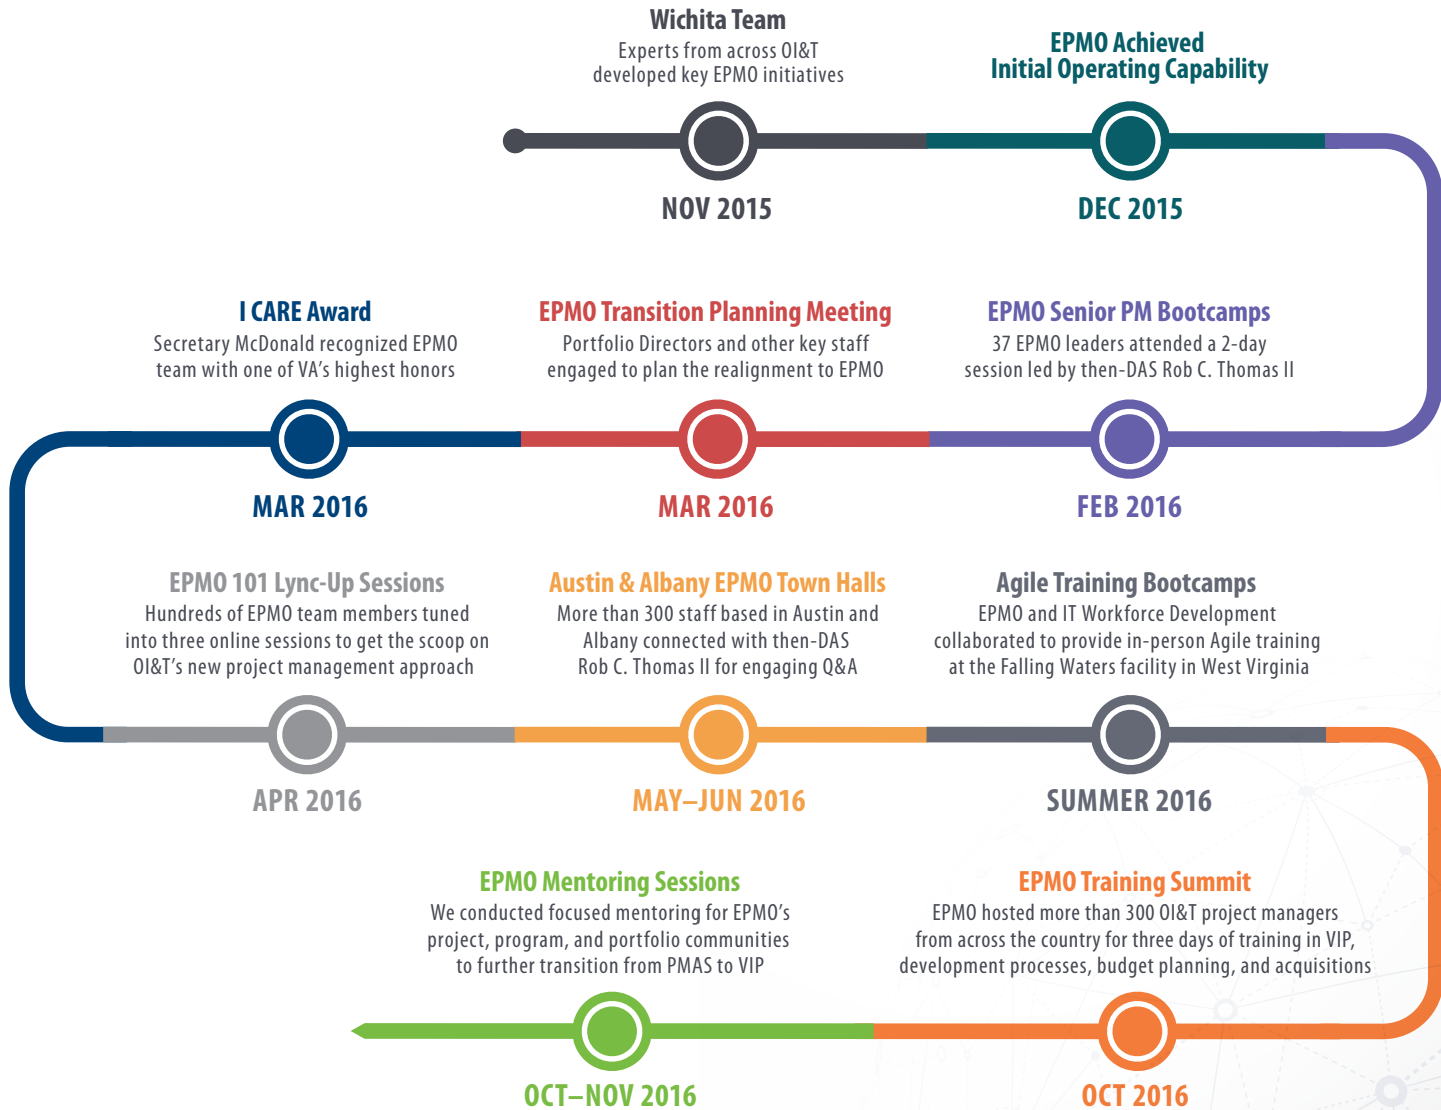 Wichita Team
Experts from across OI&T
developed key EPMO initiatives
NOV 2015
EPMO Achieved
Initial Operating Capability
DEC 2015
I CARE Award
Secretary McDonald recognized EPMO
team with one of VA's highest honors
MAR 2016
EPMO Transition Planning Meeting
Portfolio Directors and other key staff
engaged to plan the realignment to EPMO
MAR 2016
EPMO Senior PM Bootcamps
37 EPMO leaders attended a 2-day
session led by then-DAS Rob C. Thomas II
FEB 2016
EPMO 101 Lync-Up Sessions
Hundreds of EPMO team members tuned
into three online sessions to get the scoop on
OI&T's new project management approach
APR 2016
Austin & Albany EPMO Town Halls
More than 300 staff based in Austin and
Albany connected with then-DAS
Rob C. Thomas II for engaging Q&A
MAY–JUN 2016
Agile Training Bootcamps
EPMO and IT Workforce Development
collaborated to provide in-person Agile training
at the Falling Waters facility in West Virginia
SUMMER 2016
EPMO Mentoring Sessions
We conducted focused mentoring for EPMO's
project, program, and portfolio communities
to further transition from PMAS to VIP
OCT–NOV 2016
EPMO Training Summit
EPMO hosted more than 300 OI&T project managers
from across the country for three days of training in VIP,
development processes, budget planning, and acquisitions
OCT 2016